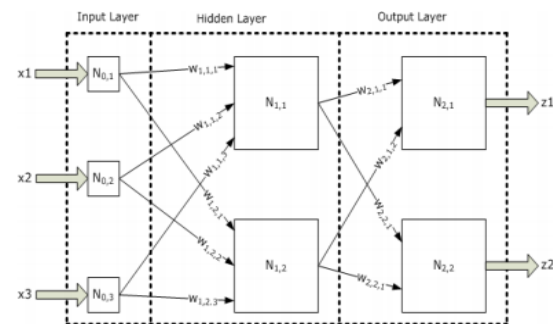 Input Layer Hidden Layer Output Layer
x1 N0,1 W1,1,1 N1,1 W2,1,1 N2,1 z1
W1,1,2 W2,1,2
x2 N0,2 W1,1,3
W1,2,1 W2,2,1
W1,2,2
x3 N0,3 W1,2,3 N1,2 W2,2,1 N2,2 z2